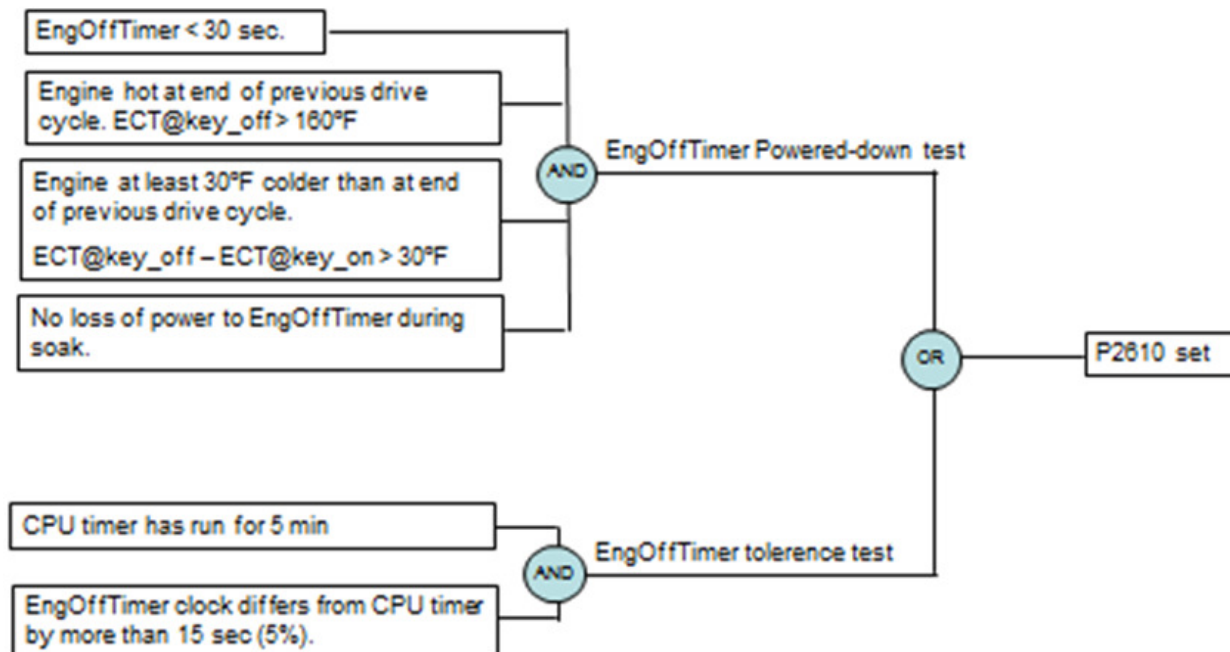 EngOffTimer < 30 sec.
Engine hot at end of previous drive
cycle. ECT@key_off > 160ºF
AND
EngOffTimer Powered-down test
Engine at least 30ºF colder than at end
of previous drive cycle.
ECT@key_off – ECT@key_on > 30ºF
No loss of power to EngOffTimer during
soak.
OR
P2610 set
CPU timer has run for 5 min
AND
EngOffTimer tolerence test
EngOffTimer clock differs from CPU timer
by more than 15 sec (5%).